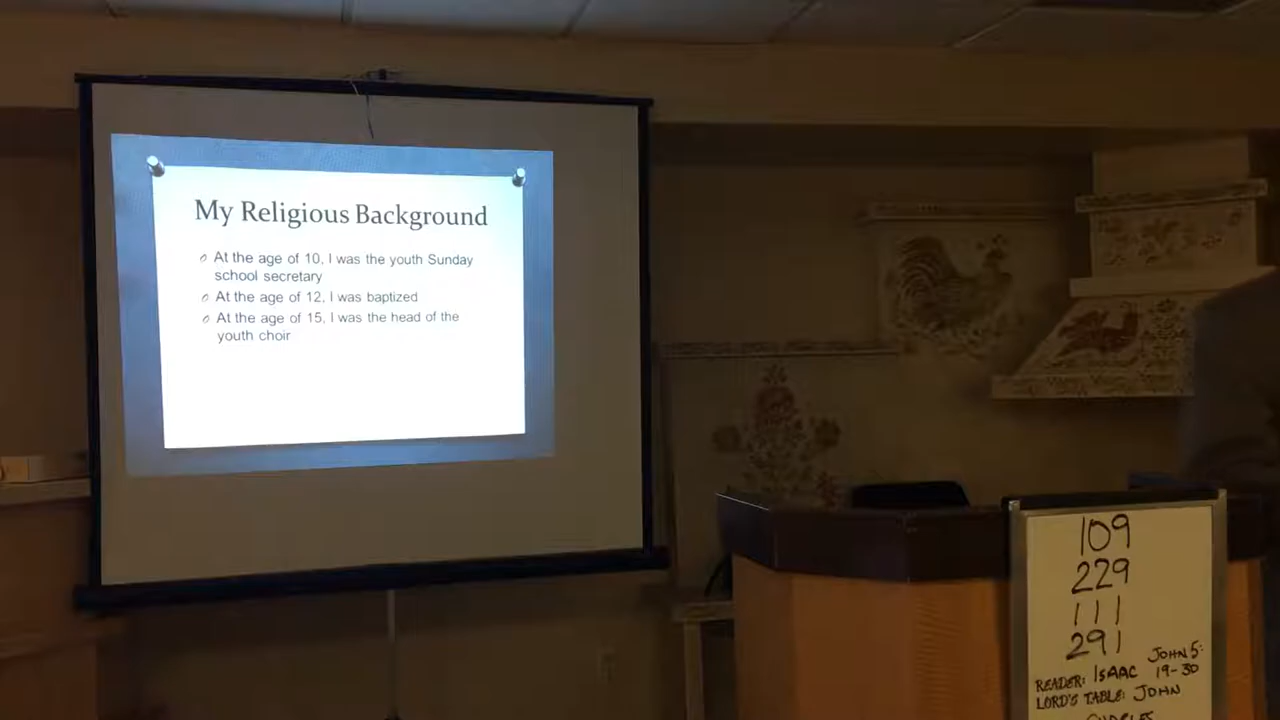 My Religious Background
At the age of 10, I was the youth Sunday
school secretary
At the age of 12, I was baptized
At the age of 15, I was the head of the
youth choir
109
229
111
291
READER: ISAAC JOHN 5:
19-30
LORD'S TABLE: JOHN